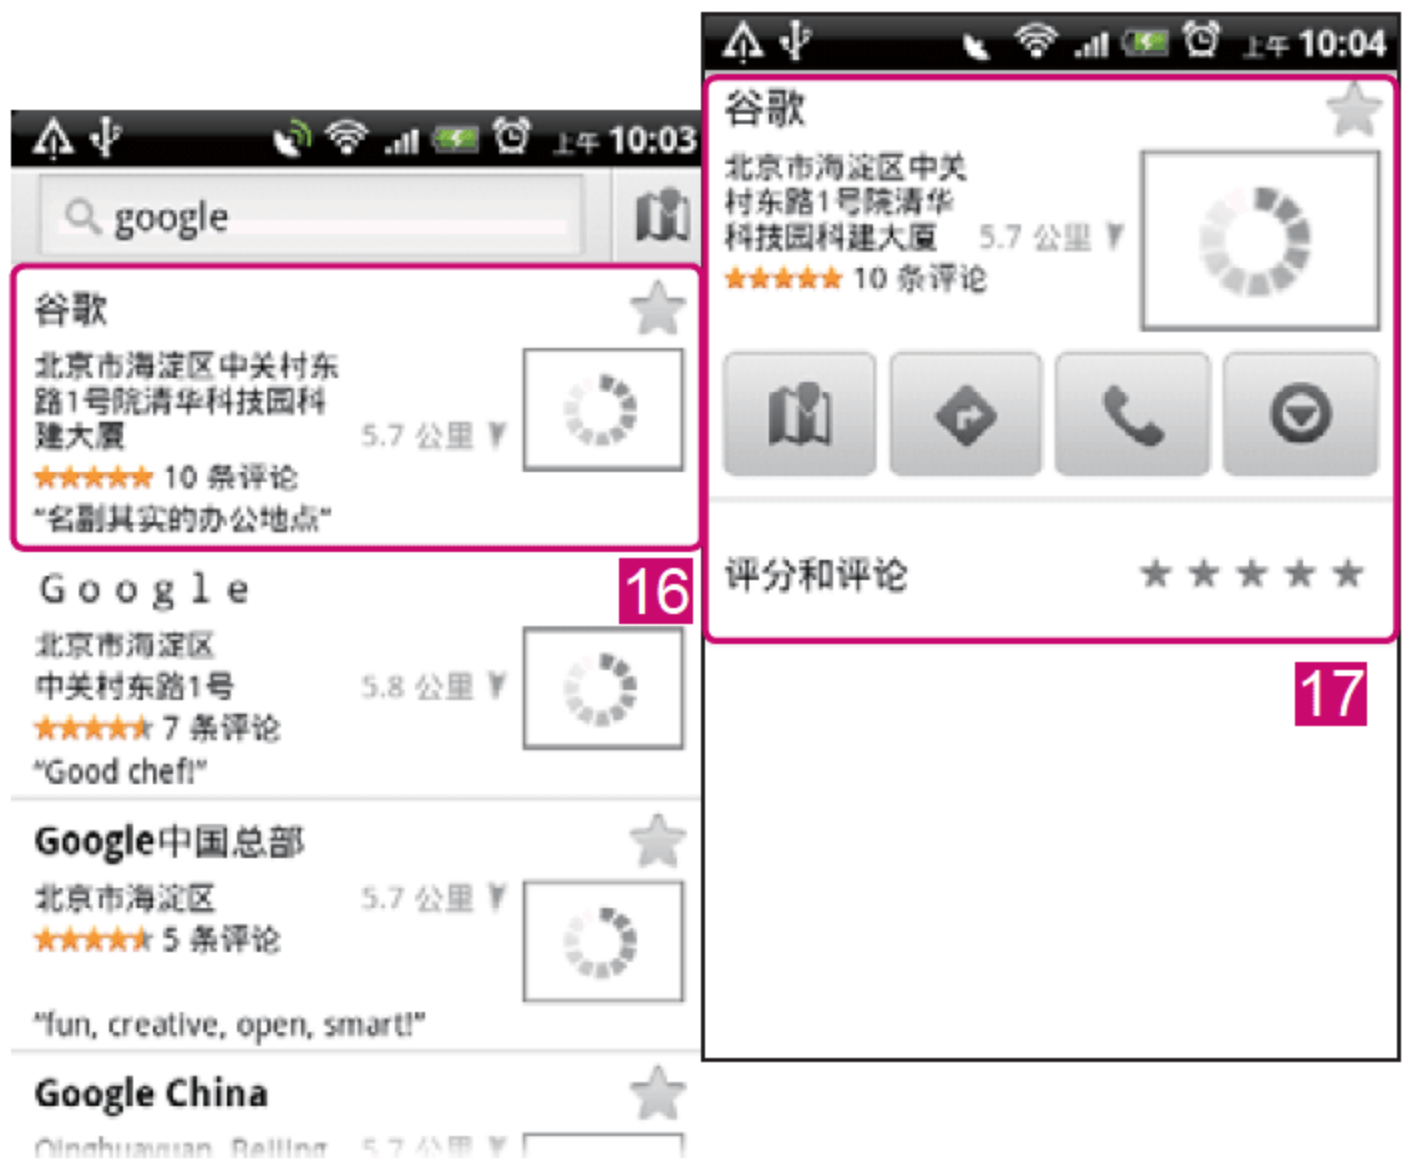 上午 10:03
google
谷歌
北京市海淀区中关村东
路1号院清华科技园科
建大厦
5.7 公里
10 条评论
“名副其实的办公地点”
16
Google
北京市海淀区
中关村东路1号
5.8 公里
7 条评论
“Good chef!”
Google中国总部
北京市海淀区
5.7 公里
5 条评论
“fun, creative, open, smart!”
Google China
Qinghuayuan, Beijing
5.7 公里
上午 10:04
谷歌
北京市海淀区中关
村东路1号院清华
科技园科建大厦
5.7 公里
10 条评论
评分和评论
17